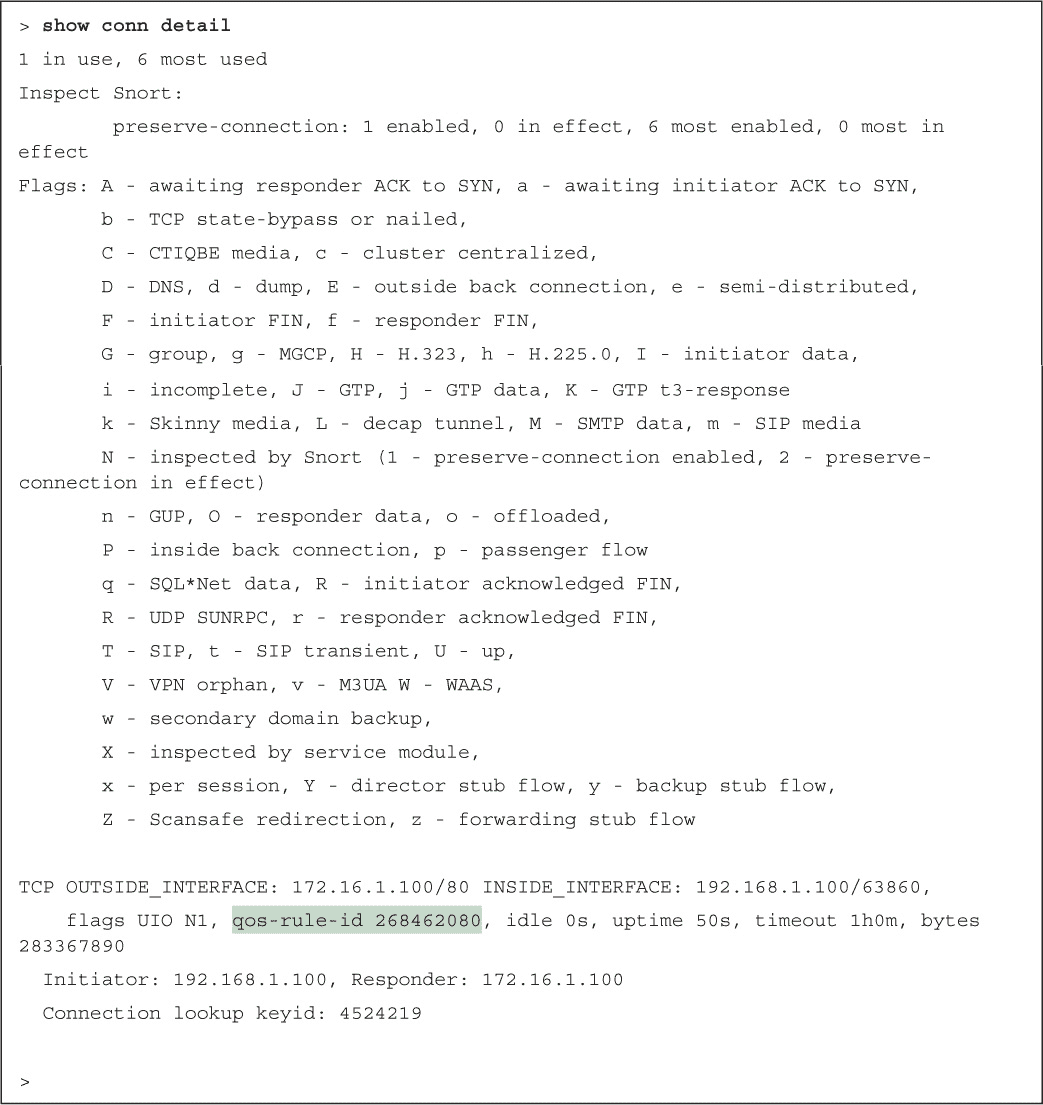 > show conn detail
1 in use, 6 most used
Inspect Snort:
preserve-connection: 1 enabled, 0 in effect, 6 most enabled, 0 most in
effect
Flags: A - awaiting responder ACK to SYN, a - awaiting initiator ACK to SYN,
b - TCP state-bypass or nailed,
C - CTIQBE media, c - cluster centralized,
D - DNS, d - dump, E - outside back connection, e - semi-distributed,
F - initiator FIN, f - responder FIN,
G - group, g - MGCP, H - H.323, h - H.225.0, I - initiator data,
i - incomplete, J - GTP, j - GTP data, K - GTP t3-response
k - Skinny media, L - decap tunnel, M - SMTP data, m - SIP media
N - inspected by Snort (1 - preserve-connection enabled, 2 - preserve-
connection in effect)
n - GUP, O - responder data, o - offloaded,
P - inside back connection, p - passenger flow
q - SQL*Net data, R - initiator acknowledged FIN,
R - UDP SUNRPC, r - responder acknowledged FIN,
T - SIP, t - SIP transient, U - up,
V - VPN orphan, v - M3UA W - WAAS,
w - secondary domain backup,
X - inspected by service module,
x - per session, Y - director stub flow, y - backup stub flow,
Z - Scansafe redirection, z - forwarding stub flow
TCP OUTSIDE_INTERFACE: 172.16.1.100/80 INSIDE_INTERFACE: 192.168.1.100/63860,
flags UIO N1, qos-rule-id 268462080, idle 0s, uptime 50s, timeout 1h0m, bytes
283367890
Initiator: 192.168.1.100, Responder: 172.16.1.100
Connection lookup keyid: 4524219
>